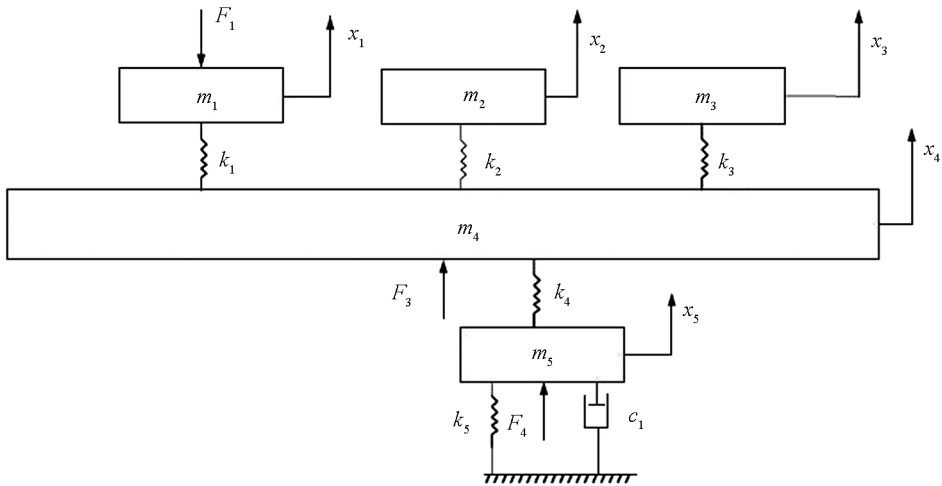 F₁
x₁
x₂
x₃
m₁
m₂
m₃
k₁
k₂
k₃
x₄
m₄
F₃
k₄
x₅
m₅
k₅
F₄
c₁